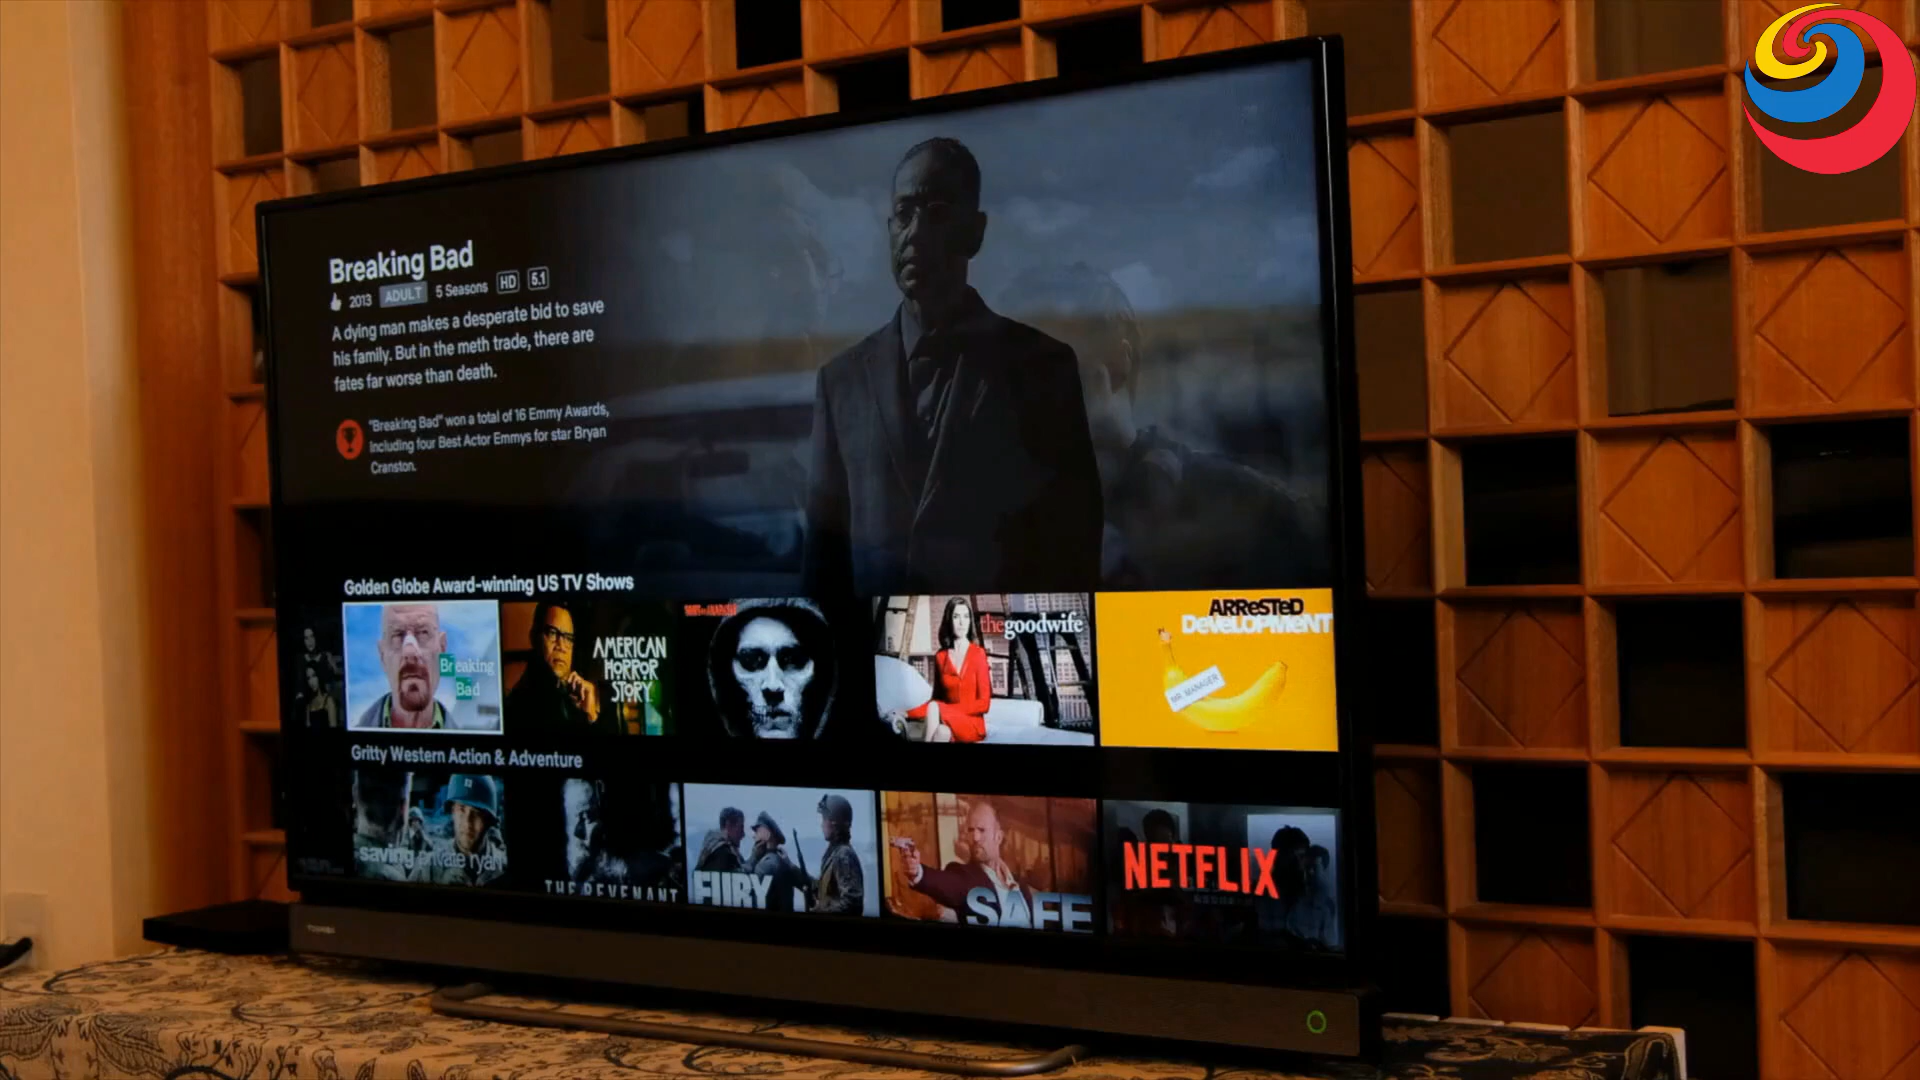 Breaking Bad
2013 ADULT 5 Seasons HD 5.1
A dying man makes a desperate bid to save
his family. But in the meth trade, there are
fates far worse than death.
"Breaking Bad" won a total of 16 Emmy Awards,
including four Best Actor Emmys for star Bryan
Cranston.
Golden Globe Award-winning US TV Shows
Breaking
Bad
AMERICAN
HORROR
STORY
thegoodwife
ARRESTED
DEVELOPMENT
MR. MANAGER
Gritty Western Action & Adventure
saving private ryan
THE REVENANT
FURY
SAFE
NETFLIX
TOSHIBA